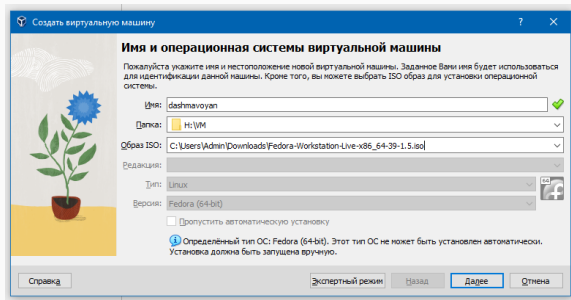 Создать виртуальную машину
? ×
Имя и операционная системы виртуальной машины
Пожалуйста укажите имя и местоположение новой виртуальной машины. Заданное Вами имя будет использоваться
для идентификации данной машины. Кроме того, вы можете выбрать ISO образ для установки операционной
системы.
Имя: dashmavoyan
Папка: H:\VM
Образ ISO: C:\Users\Admin\Downloads\Fedora-Workstation-Live-x86_64-39-1.5.iso
Редакция:
Тип: Linux
64
Версия: Fedora (64-bit)
Пропустить автоматическую установку
Определённый тип ОС: Fedora (64-bit). Этот тип ОС не может быть установлен автоматически.
Установка должна быть запущена вручную.
Справка Экспертный режим Назад Далее Отмена